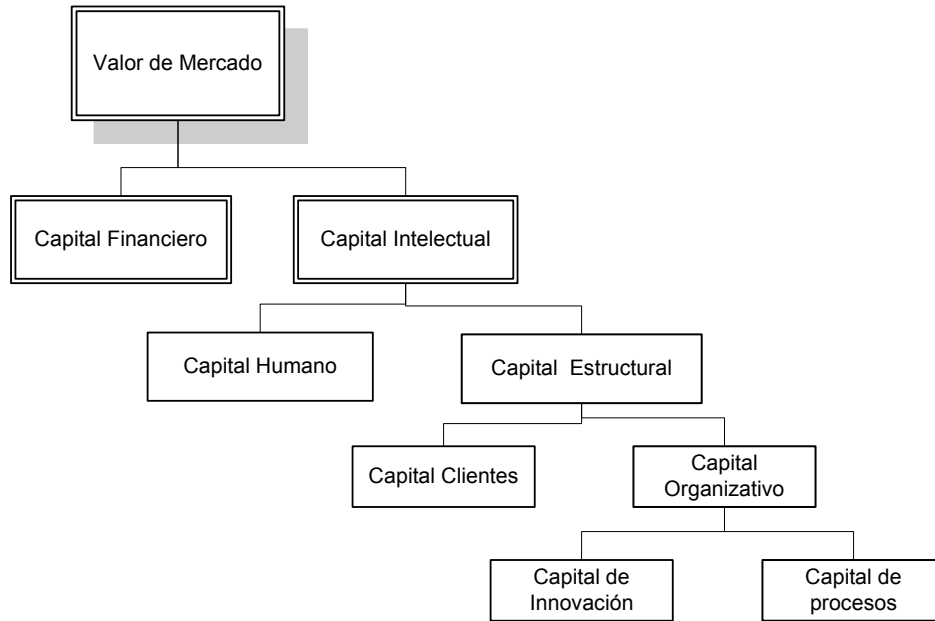 Valor de Mercado
Capital Financiero
Capital Intelectual
Capital Humano
Capital Estructural
Capital Clientes
Capital
Organizativo
Capital de
Innovación
Capital de
procesos